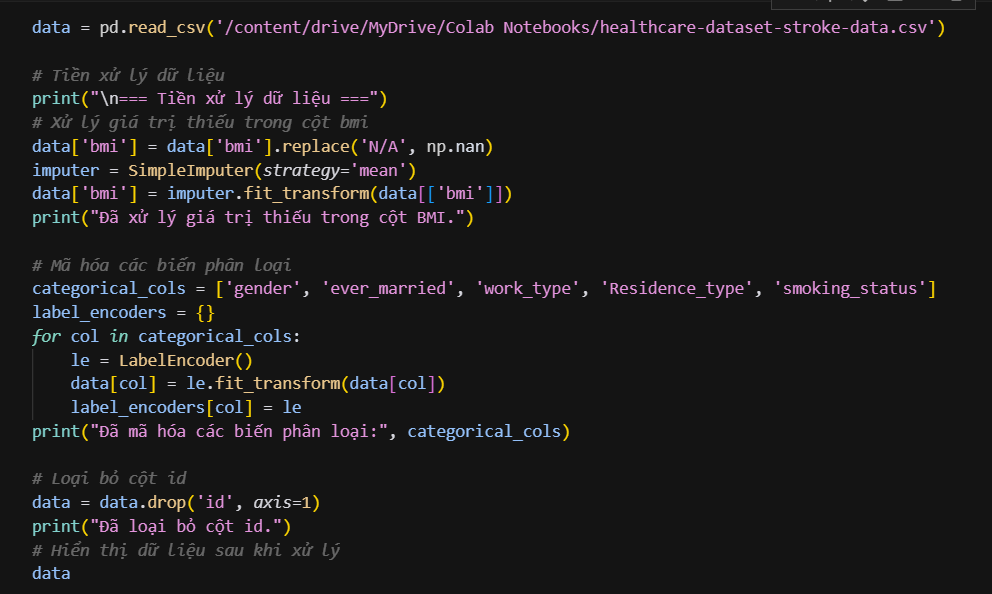 data = pd.read_csv('/content/drive/MyDrive/Colab Notebooks/healthcare-dataset-stroke-data.csv')
# Tiền xử lý dữ liệu
print("\n=== Tiền xử lý dữ liệu ===")
# Xử lý giá trị thiếu trong cột bmi
data['bmi'] = data['bmi'].replace('N/A', np.nan)
imputer = SimpleImputer(strategy='mean')
data['bmi'] = imputer.fit_transform(data[['bmi']])
print("Đã xử lý giá trị thiếu trong cột BMI.")
# Mã hóa các biến phân loại
categorical_cols = ['gender', 'ever_married', 'work_type', 'Residence_type', 'smoking_status']
label_encoders = {}
for col in categorical_cols:
    le = LabelEncoder()
    data[col] = le.fit_transform(data[col])
    label_encoders[col] = le
print("Đã mã hóa các biến phân loại:", categorical_cols)
# Loại bỏ cột id
data = data.drop('id', axis=1)
print("Đã loại bỏ cột id.")
# Hiển thị dữ liệu sau khi xử lý
data